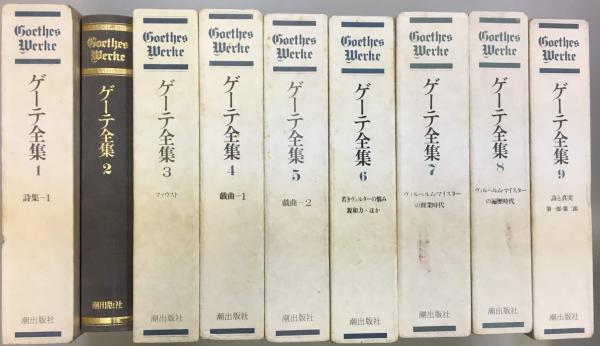 Goethes
Werke
ゲーテ全集
1
詩集-1
潮出版社
Goethes
Werke
ゲーテ全集
2
潮出版社
Goethes
Werke
ゲーテ全集
3
ファウスト
潮出版社
Goethes
Werke
ゲーテ全集
4
戯曲-1
潮出版社
Goethes
Werke
ゲーテ全集
5
戯曲-2
潮出版社
Goethes
Werke
ゲーテ全集
6
若きヴェルターの悩み
親和力・ほか
潮出版社
Goethes
Werke
ゲーテ全集
7
ヴィルヘルム・マイスター
の修業時代
潮出版社
Goethes
Werke
ゲーテ全集
8
ヴィルヘルム・マイスター
の遍歴時代
潮出版社
Goethes
Werke
ゲーテ全集
9
詩と真実
第一部・第二部
潮出版社